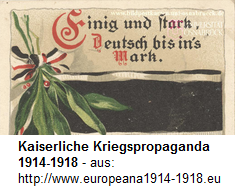 Einig und stark
Deutsch bis in's
Mark.
Kaiserliche Kriegspropaganda
1914-1918 - aus:
http://www.europeana1914-1918.eu